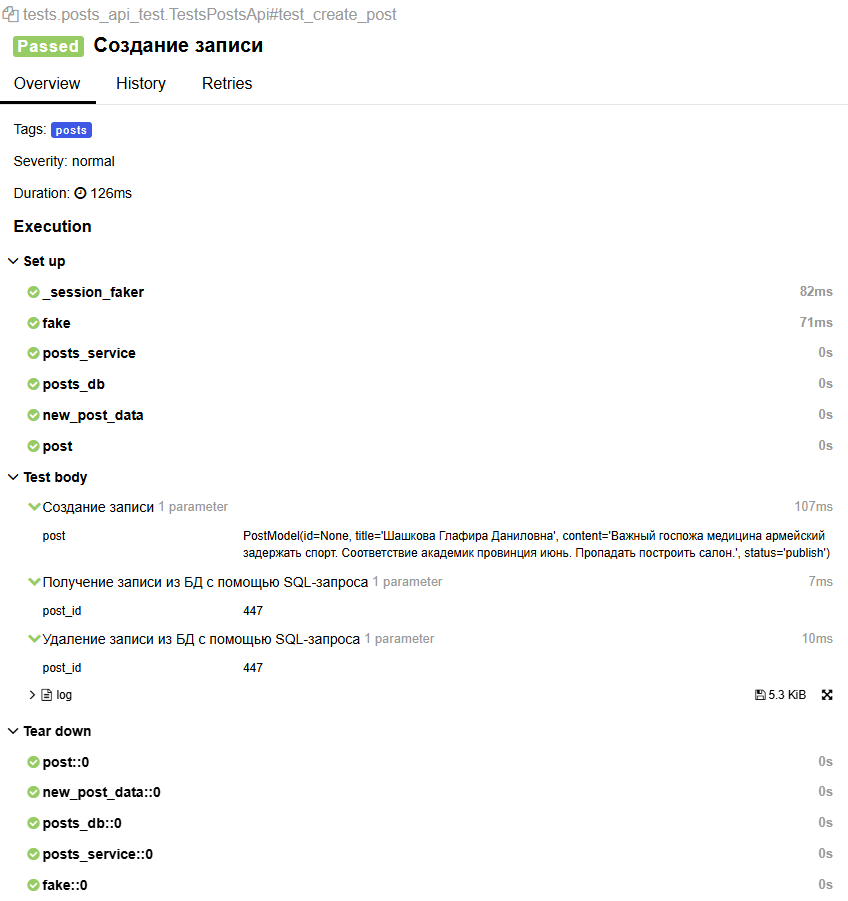 tests.posts_api_test.TestsPostsApi#test_create_post
Passed Создание записи
Overview History Retries
Tags: posts
Severity: normal
Duration: 126ms
Execution
Set up
_session_faker 82ms
fake 71ms
posts_service 0s
posts_db 0s
new_post_data 0s
post 0s
Test body
Создание записи 1 parameter 107ms
post PostModel(id=None, title='Шашкова Глафира Даниловна', content='Важный госпожа медицина армейский
задержать спорт. Соответствие академик провинция июнь. Пропадать построить салон.', status='publish')
Получение записи из БД с помощью SQL-запроса 1 parameter 7ms
post_id 447
Удаление записи из БД с помощью SQL-запроса 1 parameter 10ms
post_id 447
log 5.3 KiB
Tear down
post::0 0s
new_post_data::0 0s
posts_db::0 0s
posts_service::0 0s
fake::0 0s